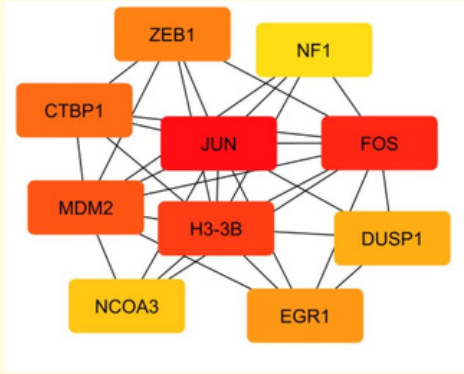 ZEB1
NF1
CTBP1
JUN
FOS
MDM2
H3-3B
DUSP1
NCOA3
EGR1